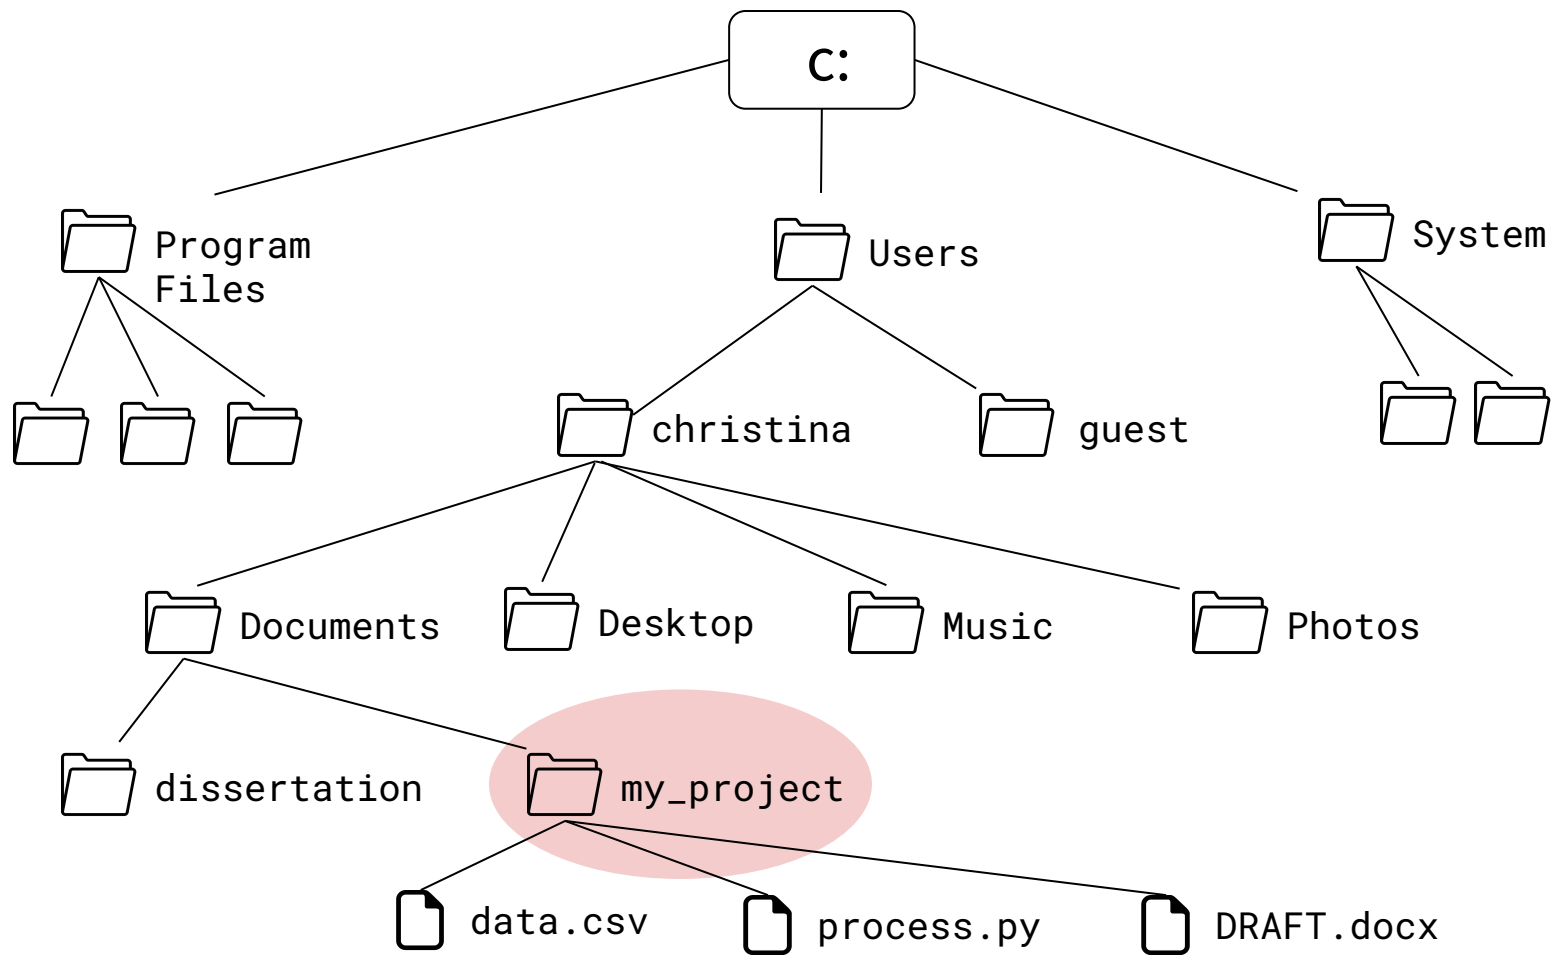 C:
Program
Files
Users
System
christina
guest
Documents
Desktop
Music
Photos
dissertation
my_project
data.csv
process.py
DRAFT.docx